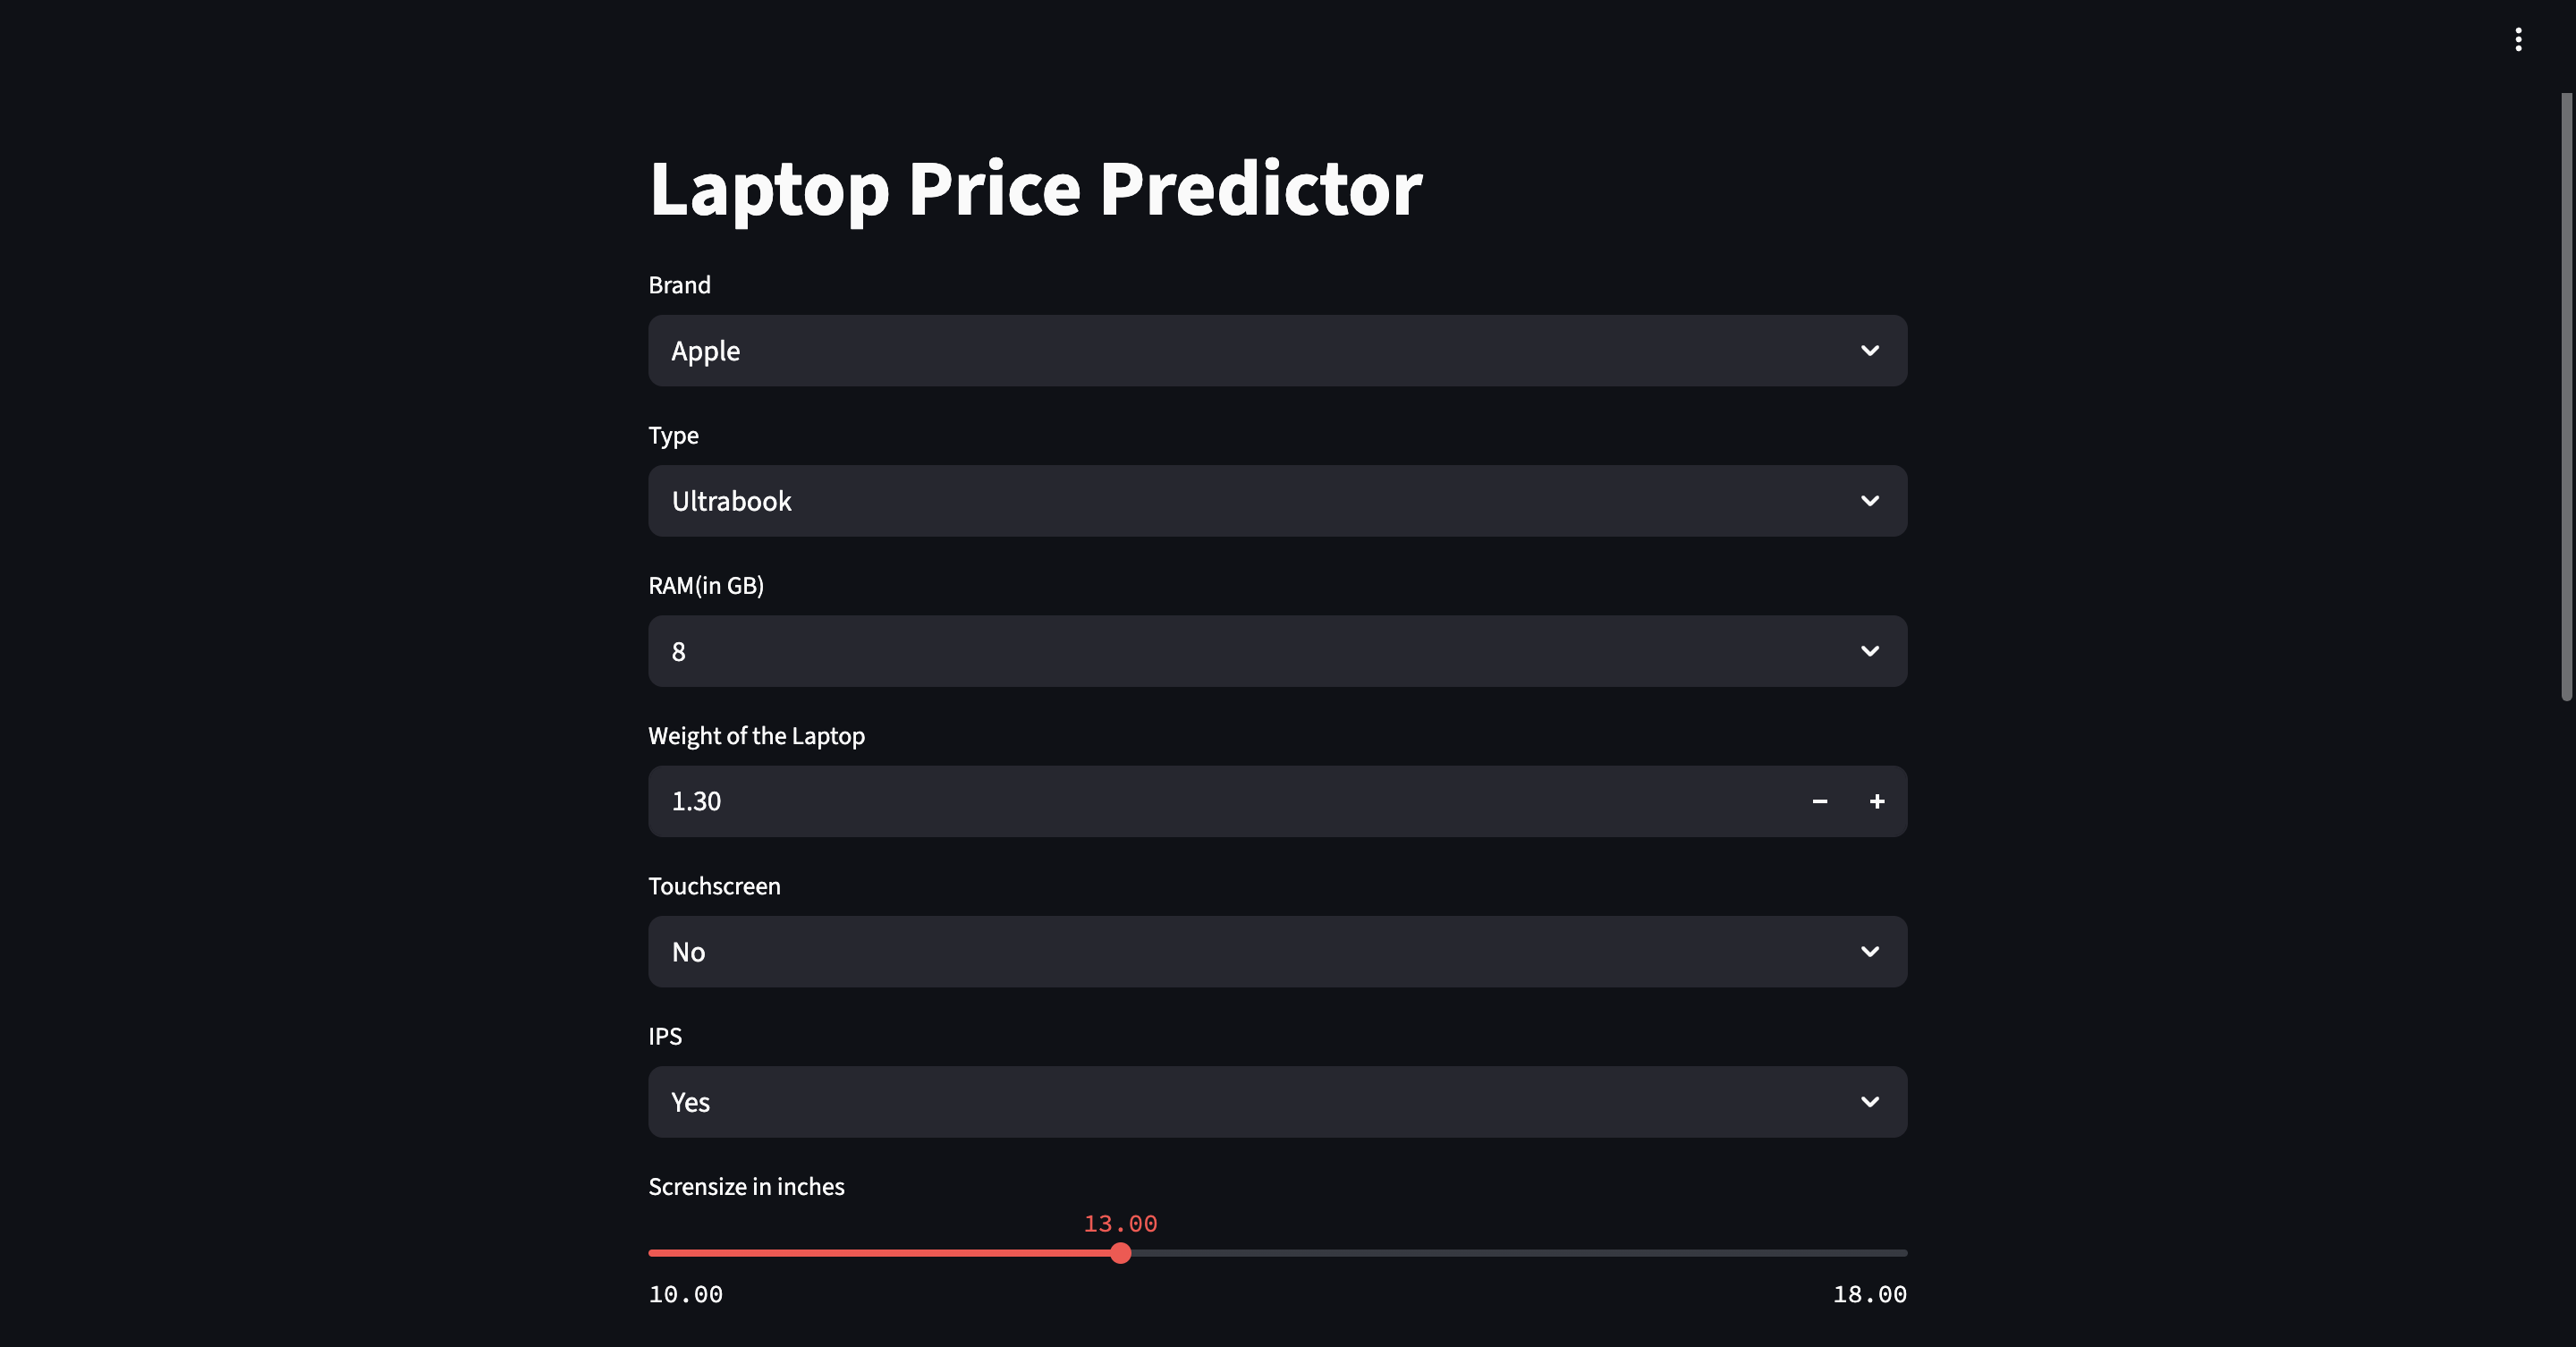 Laptop Price Predictor
Brand
Apple
Type
Ultrabook
RAM(in GB)
8
Weight of the Laptop
1.30
Touchscreen
No
IPS
Yes
Scrensize in inches
13.00
10.00 18.00